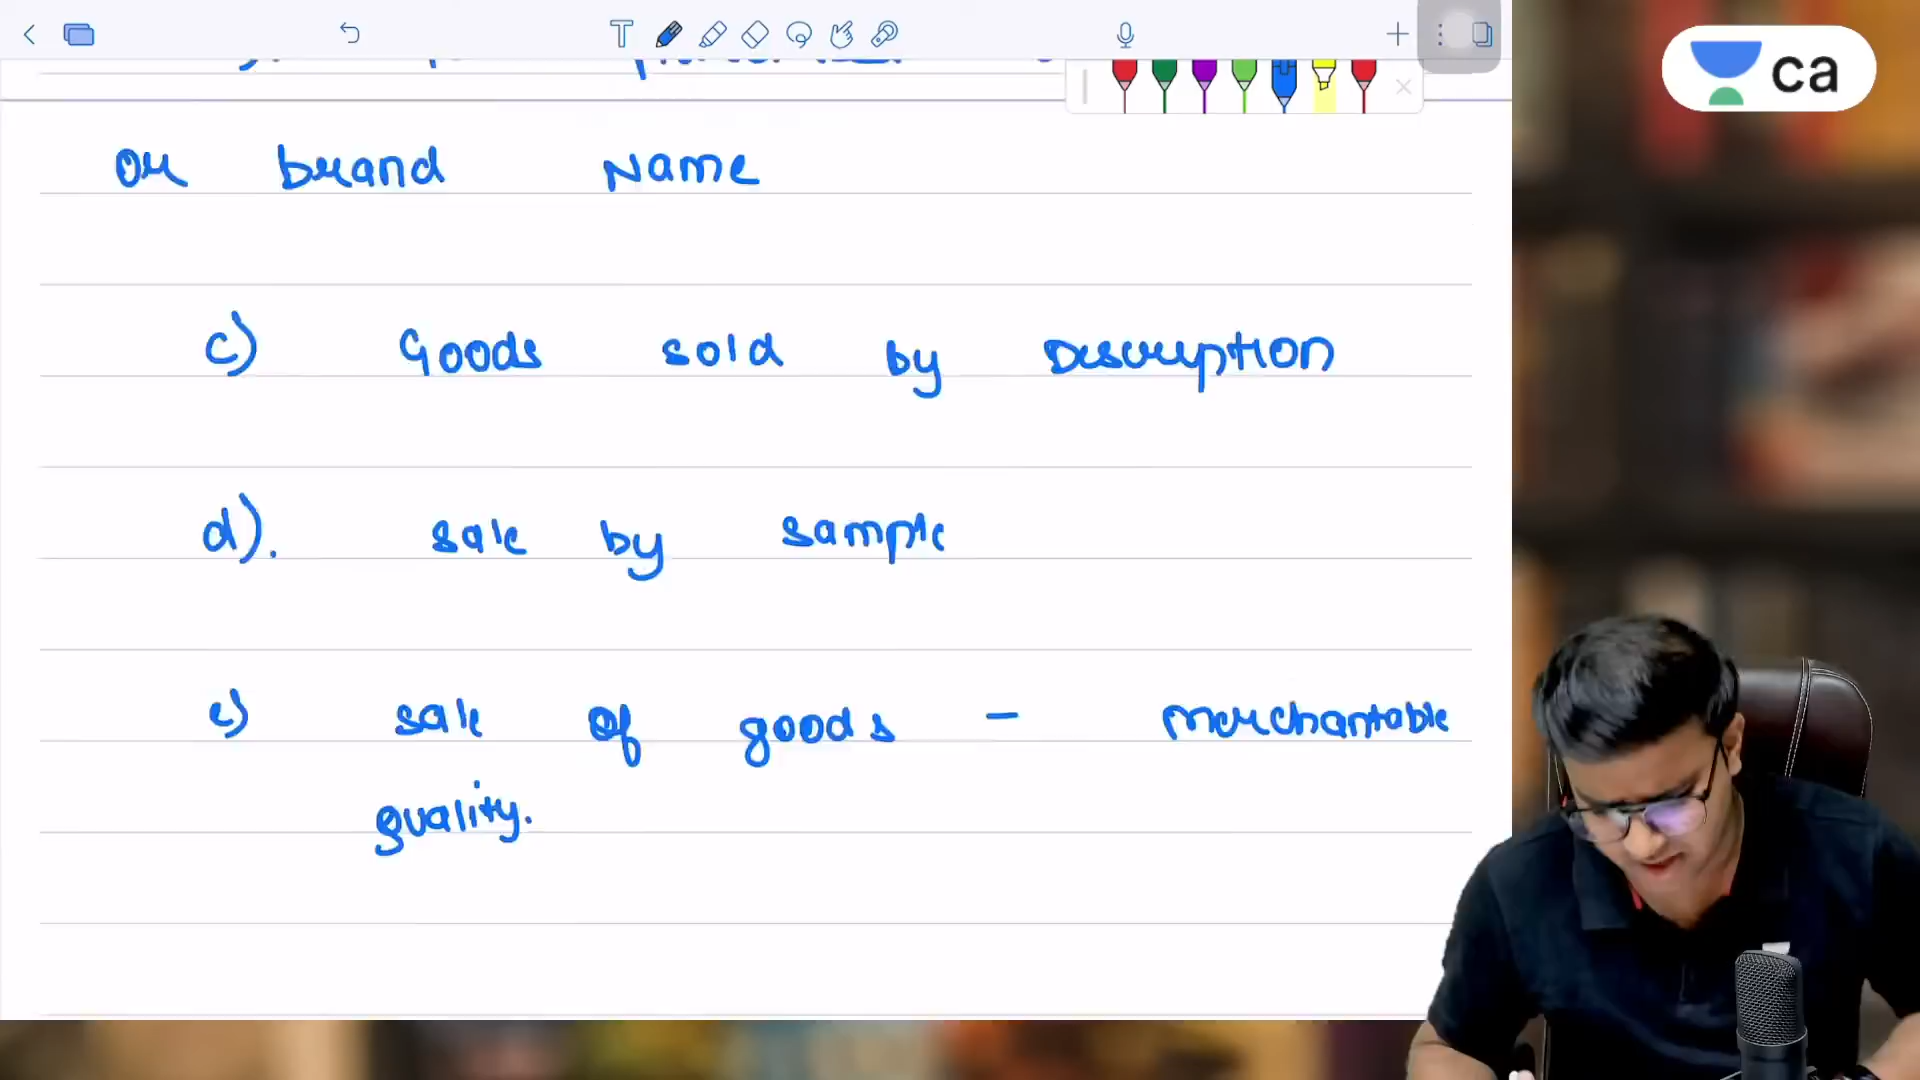 ca
or brand Name
c) Goods sold by Description
d). sale by sample
e) sale of goods - merchantable
quality.